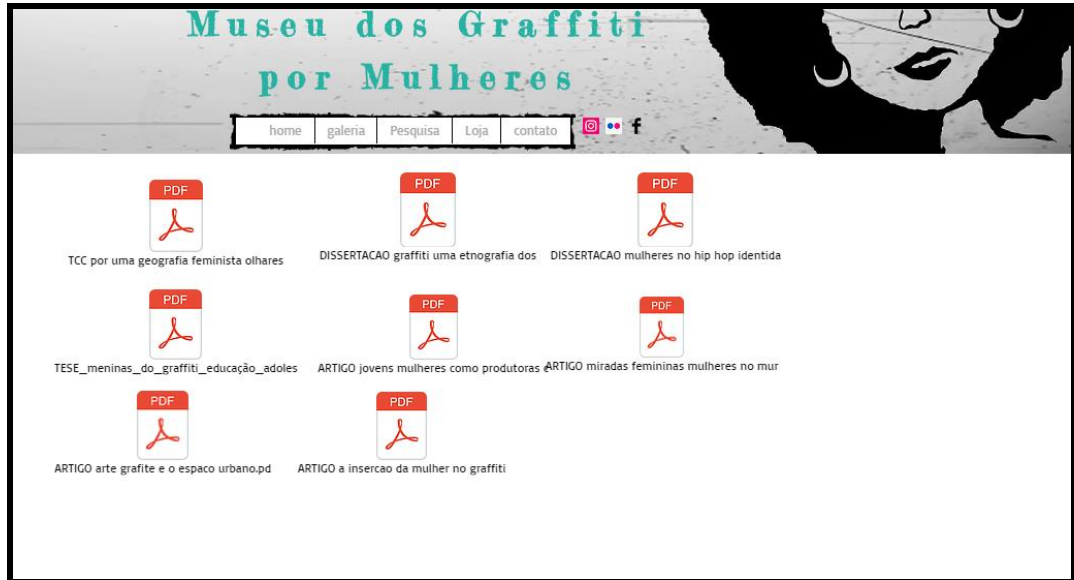 Museu dos Graffiti
por Mulheres
home galeria Pesquisa Loja contato
PDF PDF PDF
TCC por uma geografia feminista olhares DISSERTACAO graffiti uma etnografia dos DISSERTACAO mulheres no hip hop identida
PDF PDF PDF
TESE_meninas_do_graffiti_educação_adoles ARTIGO jovens mulheres como produtoras e ARTIGO miradas femininas mulheres no mur
PDF PDF
ARTIGO arte grafite e o espaco urbano.pd ARTIGO a insercao da mulher no graffiti